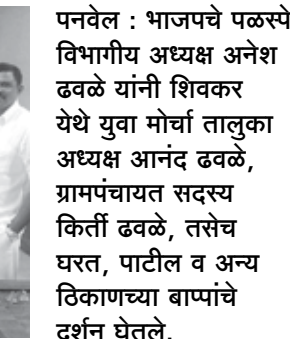 पनवेल : भाजपचे पळस्पे
विभागीय अध्यक्ष अनेश
ढवळे यांनी शिवकर
येथे युवा मोर्चा तालुका
अध्यक्ष आनंद ढवळे,
ग्रामपंचायत सदस्य
किर्ती ढवळे, तसेच
घरत, पाटील व अन्य
ठिकाणच्या बाप्पांचे
दर्शन घेतले.